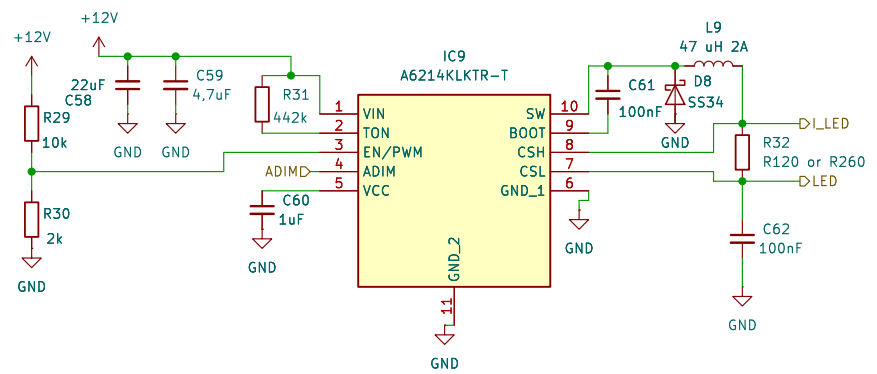 +12V
+12V
22uF
C58
C59
4,7uF
GND
GND
R29
10k
R30
2k
GND
R31
442k
ADIM
C60
1uF
GND
IC9
A6214KLKTR-T
1
VIN
2
TON
3
EN/PWM
4
ADIM
5
VCC
10
SW
9
BOOT
8
CSH
7
CSL
6
GND_1
GND_2
11
GND
GND
C61
100nF
L9
47 uH 2A
D8
SS34
GND
I_LED
R32
R120 or R260
LED
C62
100nF
GND